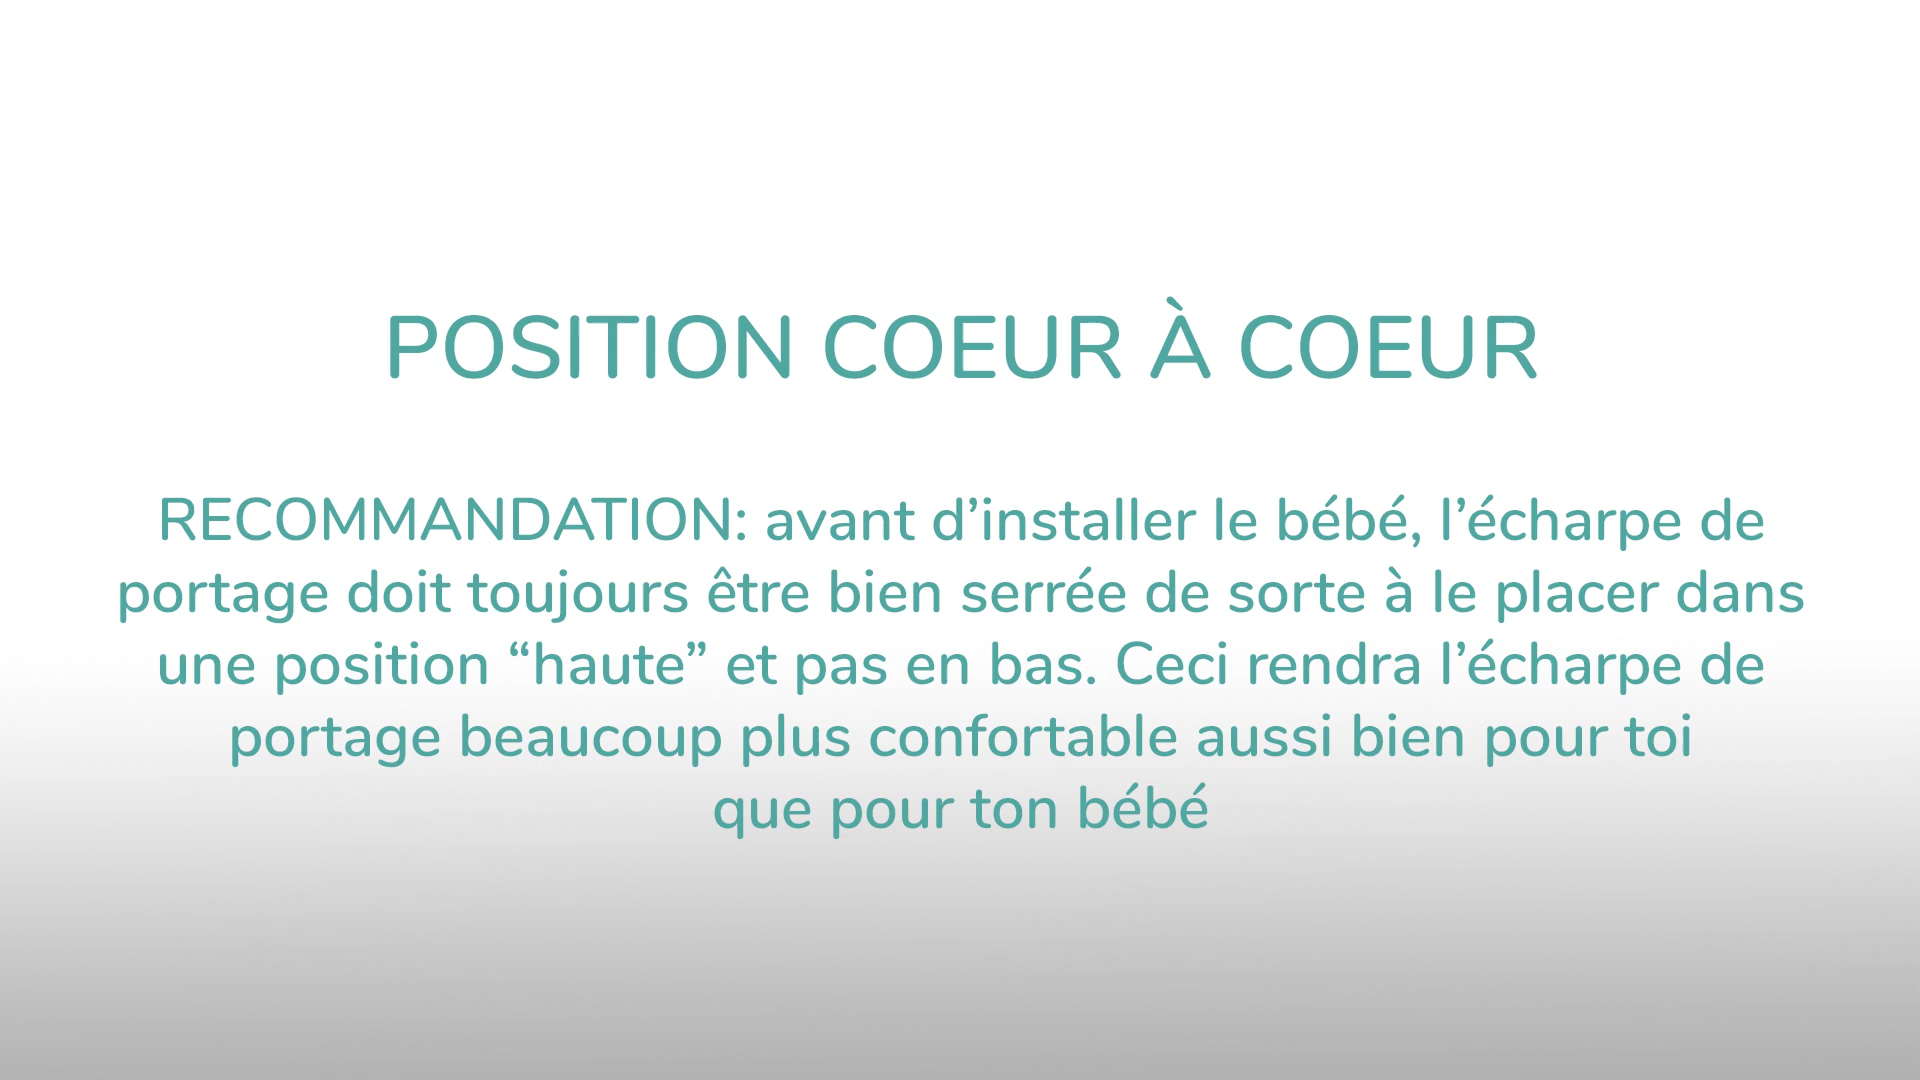 POSITION COEUR À COEUR
RECOMMANDATION: avant d’installer le bébé, l’écharpe de
portage doit toujours être bien serrée de sorte à le placer dans
une position “haute” et pas en bas. Ceci rendra l’écharpe de
portage beaucoup plus confortable aussi bien pour toi
que pour ton bébé